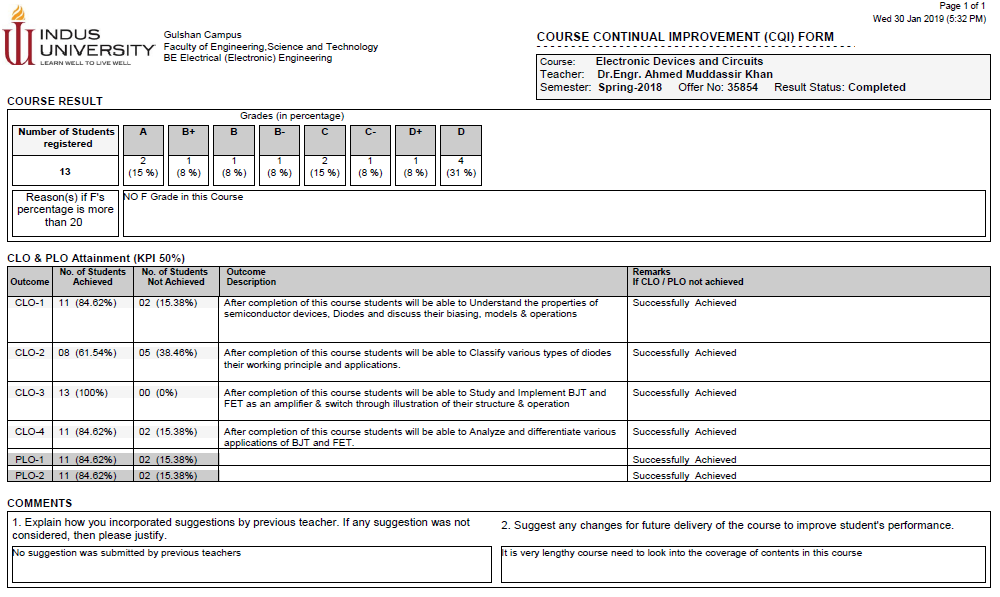 Page 1 of 1
Wed 30 Jan 2019 (5:32 PM)
INDUS
UNIVERSITY
LEARN WELL TO LIVE WELL
Gulshan Campus
Faculty of Engineering,Science and Technology
BE Electrical (Electronic) Engineering
COURSE CONTINUAL IMPROVEMENT (CQI) FORM
Course: Electronic Devices and Circuits
Teacher: Dr.Engr. Ahmed Muddassir Khan
Semester: Spring-2018 Offer No: 35854 Result Status: Completed
COURSE RESULT
Grades (in percentage)
Number of Students registered A B+ B B- C C- D+ D
13 2 (15 %) 1 (8 %) 1 (8 %) 1 (8 %) 2 (15 %) 1 (8 %) 1 (8 %) 4 (31 %)
Reason(s) if F's percentage is more than 20 NO F Grade in this Course
CLO & PLO Attainment (KPI 50%)
Outcome No. of Students Achieved No. of Students Not Achieved Outcome Description Remarks If CLO / PLO not achieved
CLO-1 11 (84.62%) 02 (15.38%) After completion of this course students will be able to Understand the properties of Successfully Achieved
semiconductor devices, Diodes and discuss their biasing, models & operations
CLO-2 08 (61.54%) 05 (38.46%) After completion of this course students will be able to Classify various types of diodes Successfully Achieved
their working principle and applications.
CLO-3 13 (100%) 00 (0%) After completion of this course students will be able to Study and Implement BJT and Successfully Achieved
FET as an amplifier & switch through illustration of their structure & operation
CLO-4 11 (84.62%) 02 (15.38%) After completion of this course students will be able to Analyze and differentiate various Successfully Achieved
applications of BJT and FET.
PLO-1 11 (84.62%) 02 (15.38%) Successfully Achieved
PLO-2 11 (84.62%) 02 (15.38%) Successfully Achieved
COMMENTS
1. Explain how you incorporated suggestions by previous teacher. If any suggestion was not
considered, then please justify.
No suggestion was submitted by previous teachers
2. Suggest any changes for future delivery of the course to improve student's performance.
It is very lengthy course need to look into the coverage of contents in this course